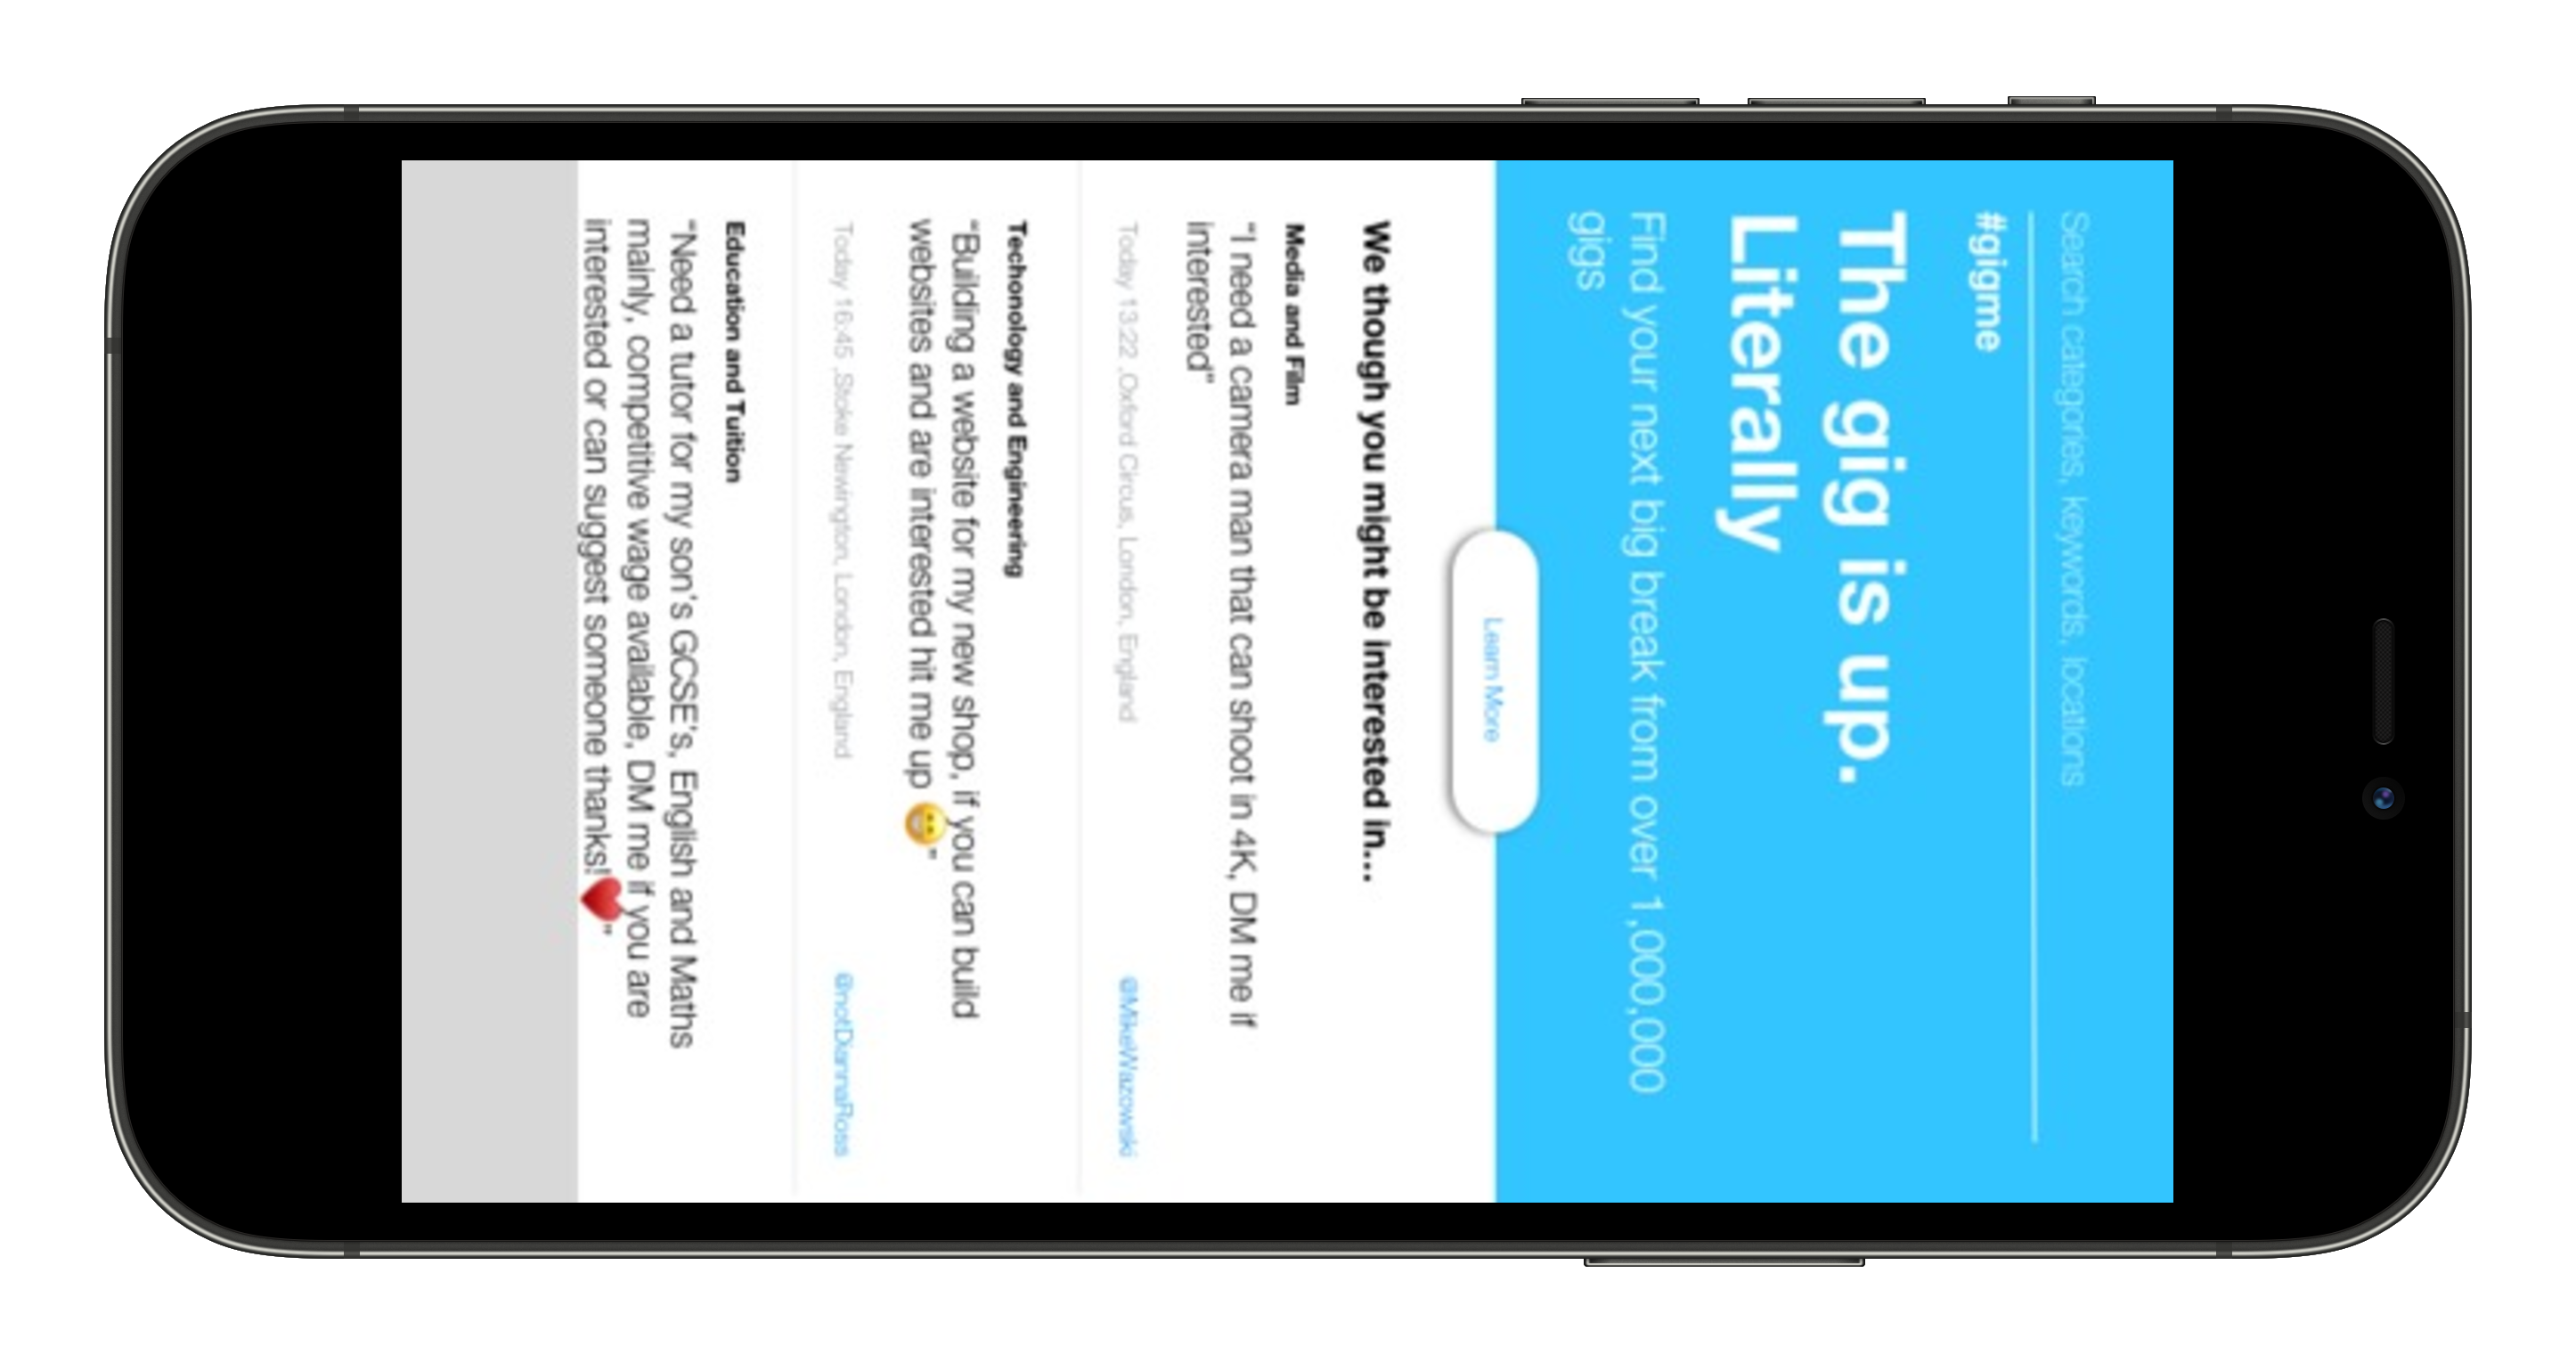 Search categories, keywords, locations
#gigme
The gig is up.
Literally
Find your next big break from over 1,000,000
gigs
Learn More
We though you might be interested in...
Media and Film
“I need a camera man that can shoot in 4K, DM me if
interested”
Today 13:22 ,Oxford Circus, London, England @MikeWazowski
Techonology and Engineering
“Building a website for my new shop, if you can build
websites and are interested hit me up 😀”
Today 16:45 ,Stoke Newington, London, England @notDiannaRoss
Education and Tuition
“Need a tutor for my son's GCSE's, English and Maths
mainly, competitive wage available, DM me if you are
interested or can suggest someone thanks!❤️”